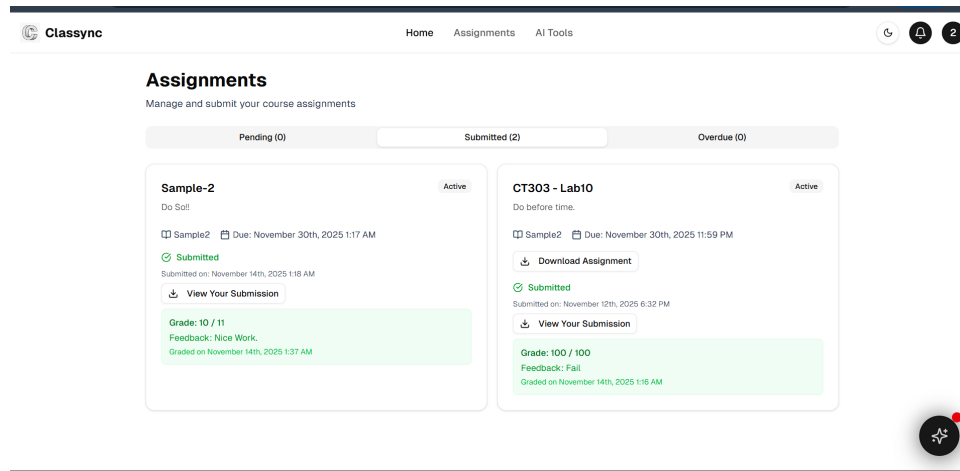 Classync
Home Assignments AI Tools
2
Assignments
Manage and submit your course assignments
Pending (0) Submitted (2) Overdue (0)
Sample-2 Active
Do So!!
Sample2 Due: November 30th, 2025 1:17 AM
Submitted
Submitted on: November 14th, 2025 1:18 AM
View Your Submission
Grade: 10 / 11
Feedback: Nice Work.
Graded on November 14th, 2025 1:37 AM
CT303 - Lab10 Active
Do before time.
Sample2 Due: November 30th, 2025 11:59 PM
Download Assignment
Submitted
Submitted on: November 12th, 2025 6:32 PM
View Your Submission
Grade: 100 / 100
Feedback: Fail
Graded on November 14th, 2025 1:16 AM